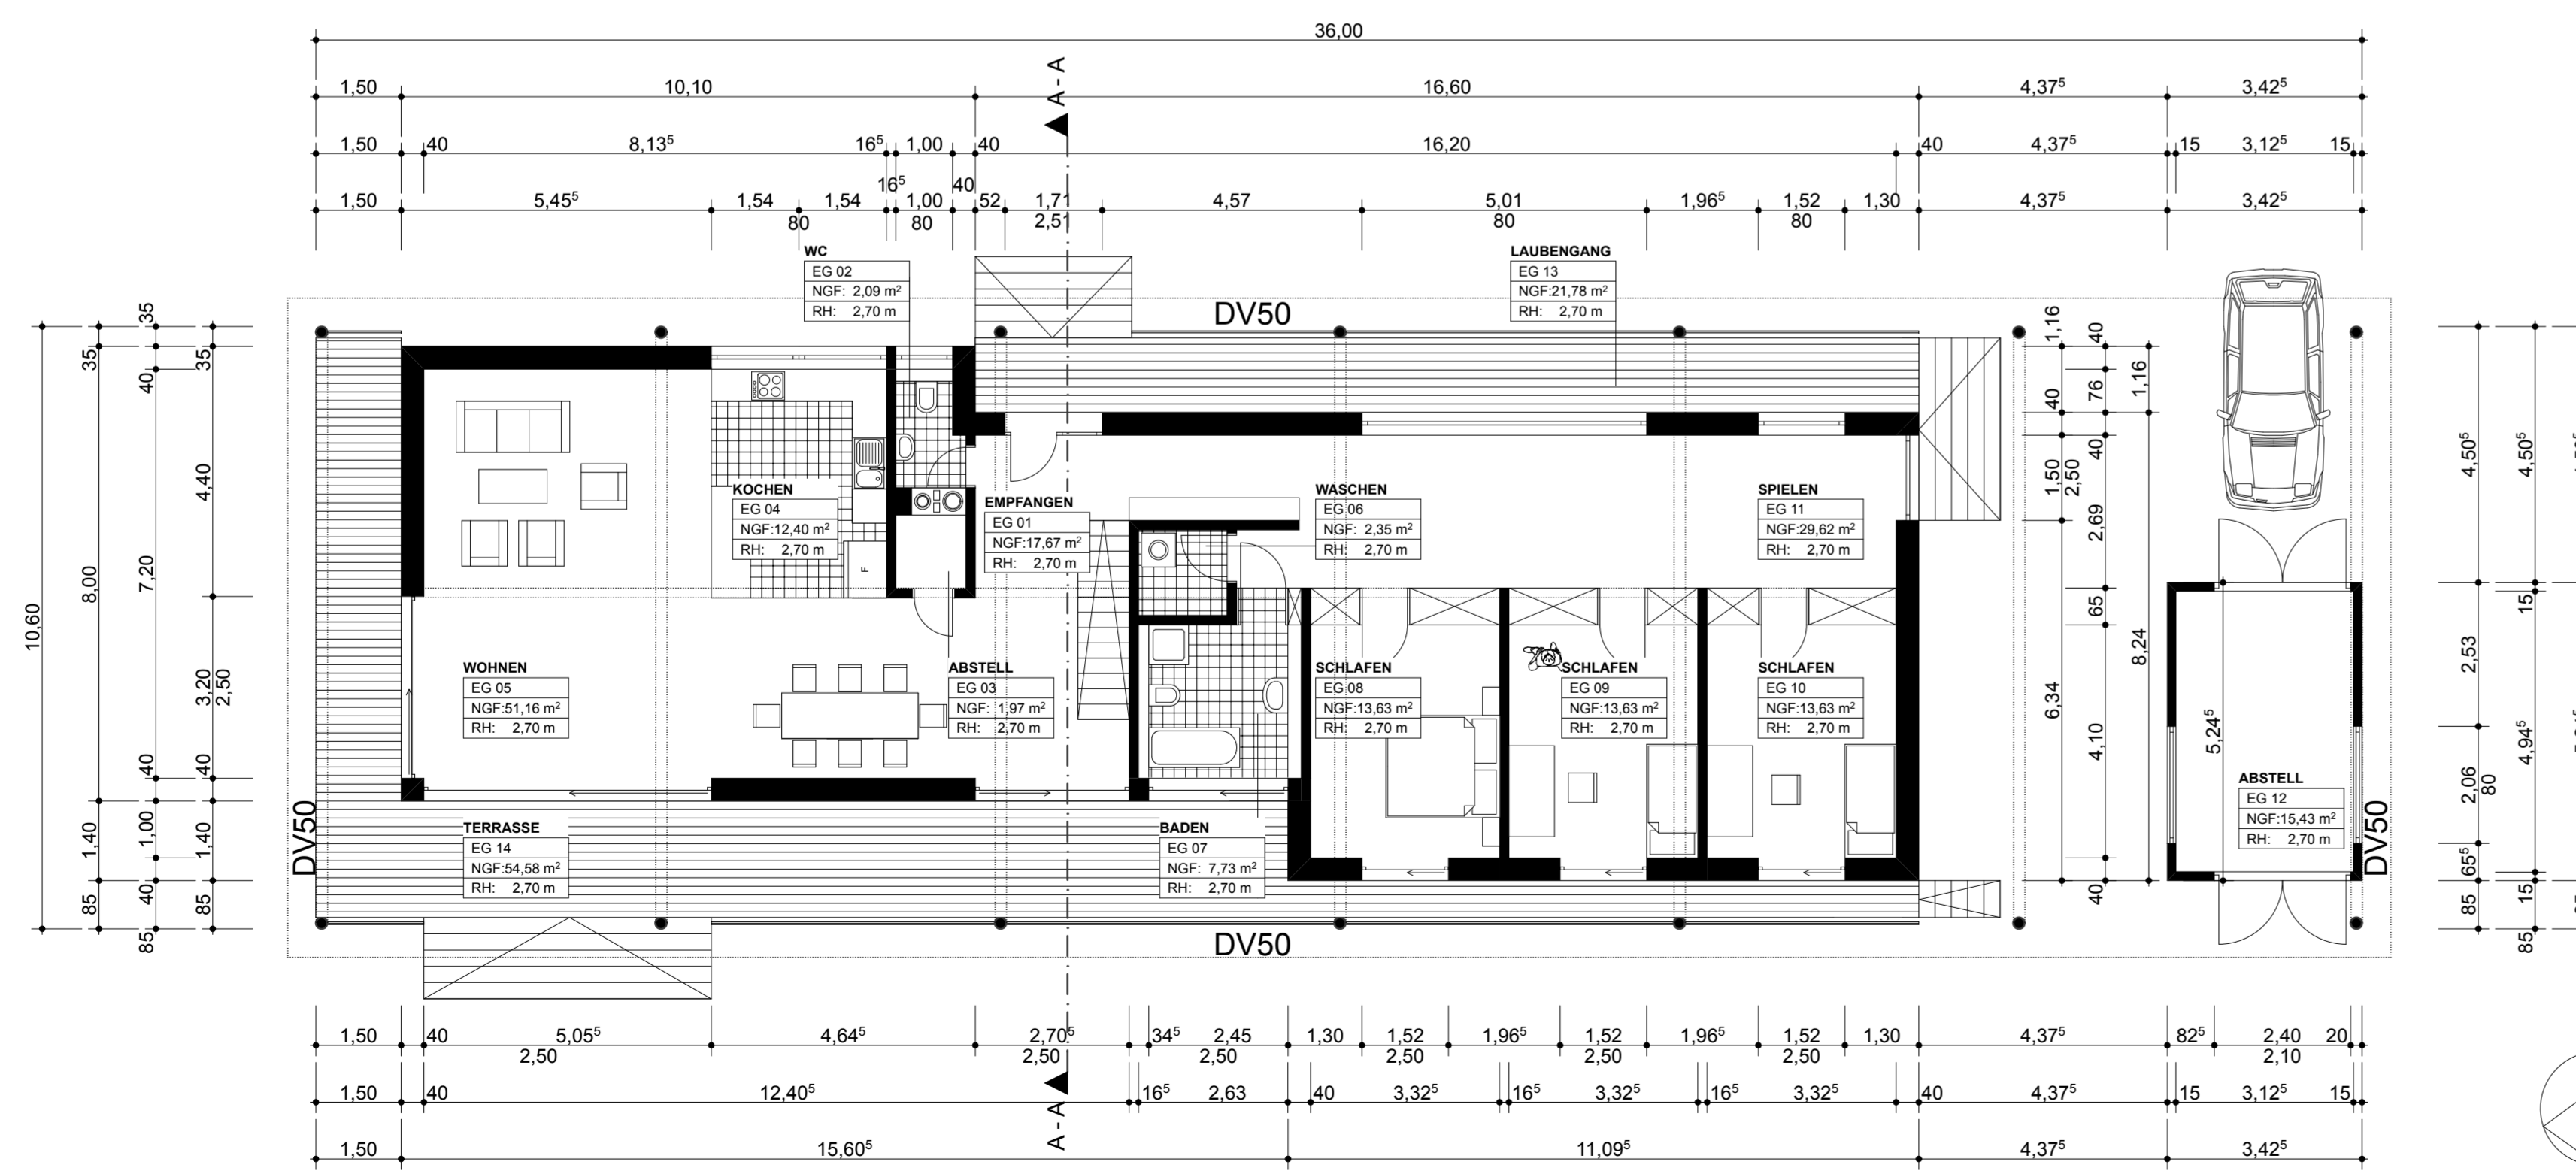 36,00
1,50 10,10 16,60 4,37⁵ 3,42⁵
1,50 40 8,13⁵ 16⁵ 1,00 40 16,20 40 4,37⁵ 15 3,12⁵ 15
16⁵ 40
1,50 5,45⁵ 1,54 1,54 1,00 52 1,71 4,57 5,01 1,96⁵ 1,52 1,30 4,37⁵ 3,42⁵
80 80 2,51 80 80
A - A
WC
EG 02
NGF: 2,09 m²
RH: 2,70 m
LAUBENGANG
EG 13
NGF:21,78 m²
RH: 2,70 m
DV50
KOCHEN
EG 04
NGF:12,40 m²
RH: 2,70 m
F
EMPFANGEN
EG 01
NGF:17,67 m²
RH: 2,70 m
WASCHEN
EG 06
NGF: 2,35 m²
RH: 2,70 m
SPIELEN
EG 11
NGF:29,62 m²
RH: 2,70 m
WOHNEN
EG 05
NGF:51,16 m²
RH: 2,70 m
ABSTELL
EG 03
NGF: 1,97 m²
RH: 2,70 m
SCHLAFEN
EG 08
NGF:13,63 m²
RH: 2,70 m
SCHLAFEN
EG 09
NGF:13,63 m²
RH: 2,70 m
SCHLAFEN
EG 10
NGF:13,63 m²
RH: 2,70 m
ABSTELL
EG 12
NGF:15,43 m²
RH: 2,70 m
TERRASSE
EG 14
NGF:54,58 m²
RH: 2,70 m
BADEN
EG 07
NGF: 7,73 m²
RH: 2,70 m
DV50
DV50
DV50
10,60
35 8,00 1,40 85
35 40 7,20 40 1,00 40 85
35 4,40 3,20 40 1,40 85
2,50
1,16 40 1,50 6,34
2,50
40 76 40 2,69 65 4,10 40
1,16 8,24
5,24⁵
4,50⁵ 2,53 2,06 65⁵ 85
80
4,50⁵ 15 4,94⁵ 15 85
1,50 40 5,05⁵ 4,64⁵ 2,70⁵ 34⁵ 2,45 1,30 1,52 1,96⁵ 1,52 1,96⁵ 1,52 1,30 4,37⁵ 82⁵ 2,40 20
2,50 2,50 2,50 2,50 2,50 2,50 2,10
1,50 40 12,40⁵ 16⁵ 2,63 40 3,32⁵ 16⁵ 3,32⁵ 16⁵ 3,32⁵ 40 4,37⁵ 15 3,12⁵ 15
A - A
1,50 15,60⁵ 11,09⁵ 4,37⁵ 3,42⁵